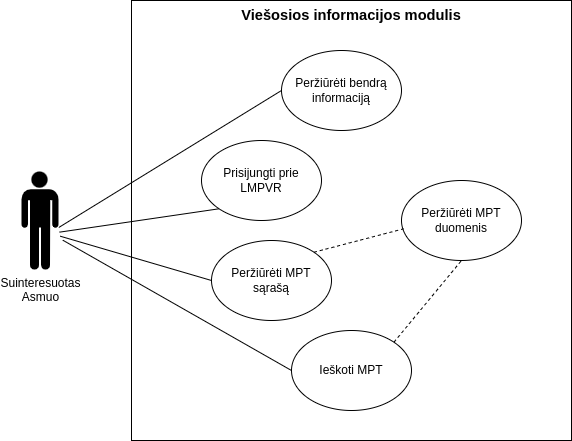 Viešosios informacijos modulis
Peržiūrėti bendrą
informaciją
Prisijungti prie
LMPVR
Peržiūrėti MPT
duomenis
Peržiūrėti MPT
sąrašą
Suinteresuotas
Asmuo
Ieškoti MPT